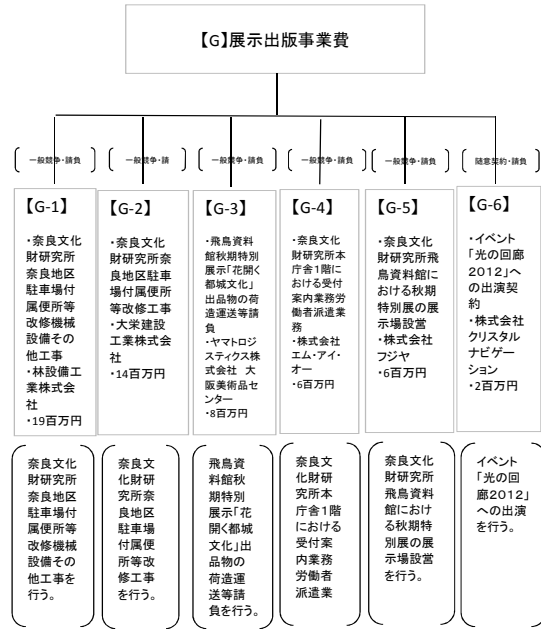 【G】展示出版事業費
一般競争・請負
一般競争・請
一般競争・請負
一般競争・請負
一般競争・請負
随意契約・請負
【G-1】
・奈良文化
財研究所
奈良地区
駐車場付
属便所等
改修機械
設備その
他工事
・林設備工
業株式会
社
・19百万円
【G-2】
・奈良文化
財研究所奈
良地区駐車
場付属便所
等改修工事
・大栄建設
工業株式会
社
・14百万円
【G-3】
・飛鳥資料
館秋期特別
展示「花開く
都城文化」
出品物の荷
造運送等請
負
・ヤマトロジ
スティクス株
式会社 大
阪美術品セ
ンター
・8百万円
【G-4】
・奈良文化
財研究所本
庁舎1階に
おける受付
案内業務労
働者派遣業
務
・株式会社
エム・アイ・
オー
・6百万円
【G-5】
・奈良文化
財研究所飛
鳥資料館に
おける秋期
特別展の展
示場設営
・株式会社
フジヤ
・6百万円
【G-6】
・イベント
「光の回廊
2012」への
出演契約
・株式会社
クリスタル
ナビゲー
ション
・2百万円
奈良文化
財研究所
奈良地区
駐車場付
属便所等
改修機械
設備その
他工事を
行う。
奈良文
化財研
究所奈
良地区
駐車場
付属便
所等改
修工事
を行う。
飛鳥資
料館秋
期特別
展示「花
開く都城
文化」出
品物の
荷造運
送等請
負を行う。
奈良文
化財研
究所本
庁舎1階
における
受付案
内業務
労働者
派遣業
奈良文化
財研究所
飛鳥資料
館におけ
る秋期特
別展の展
示場設営
を行う。
イベント
「光の回
廊2012」
への出演
を行う。